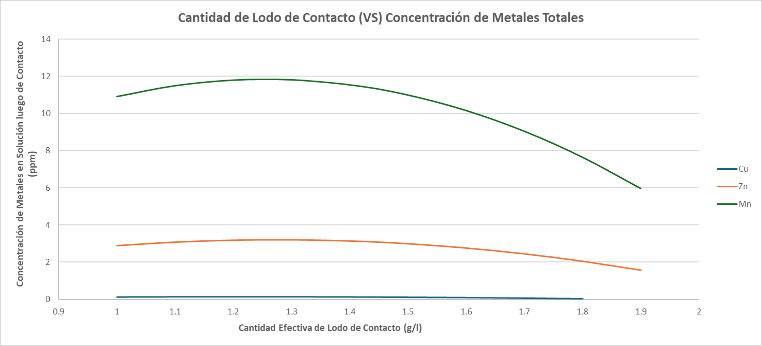 Cantidad de Lodo de Contacto (VS) Concentración de Metales Totales
Concentración de Metales en Solución luego de Contacto
(ppm)
14
12
10
8
6
4
2
0
0.9
1
1.1
1.2
1.3
1.4
1.5
1.6
1.7
1.8
1.9
2
Cantidad Efectiva de Lodo de Contacto (g/l)
Cu
Zn
Mn